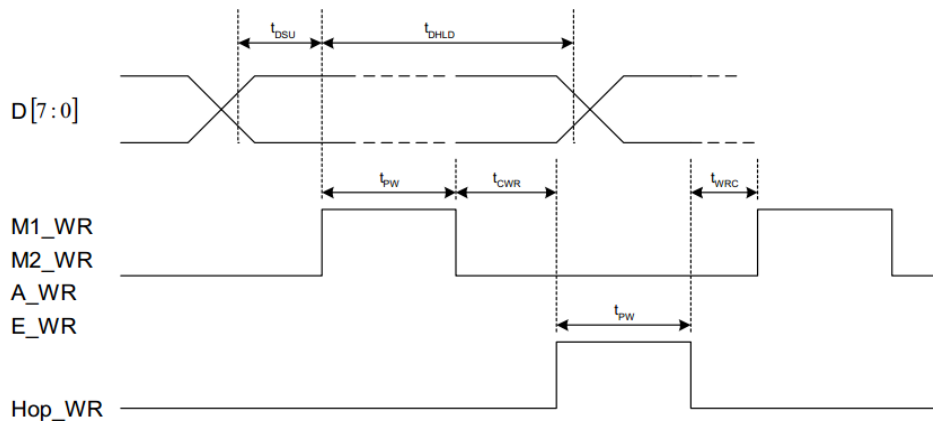 tDSU tDHLD
D[7:0]
tPW tCWR tWRC
M1_WR
M2_WR
A_WR
E_WR
tPW
Hop_WR